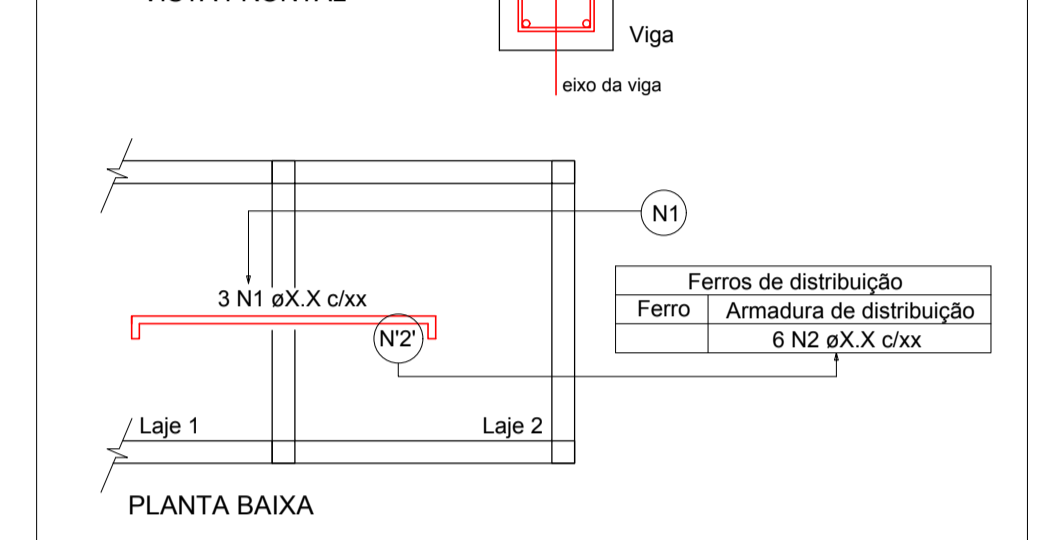 Viga
eixo da viga
N1
Ferros de distribuição
3 N1 øX.X c/xx
Ferro
Armadura de distribuição
N'2'
6 N2 øX.X c/xx
Laje 1
Laje 2
PLANTA BAIXA